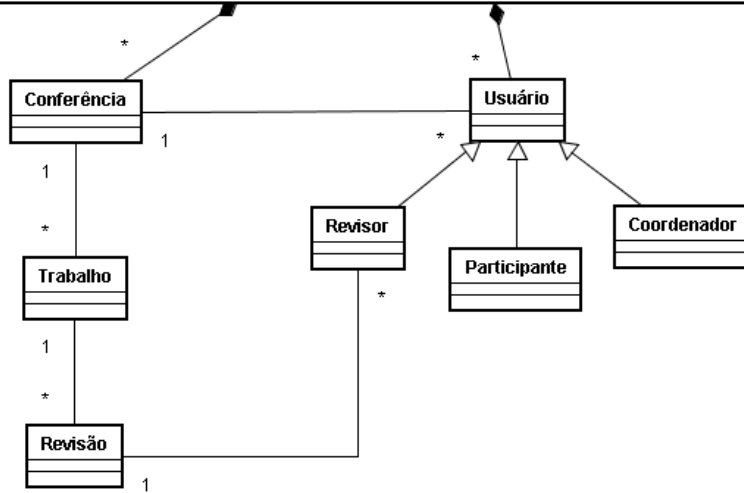 *
*
Conferência
Usuário
1
*
1
*
Revisor
Coordenador
Participante
Trabalho
*
1
*
Revisão
1